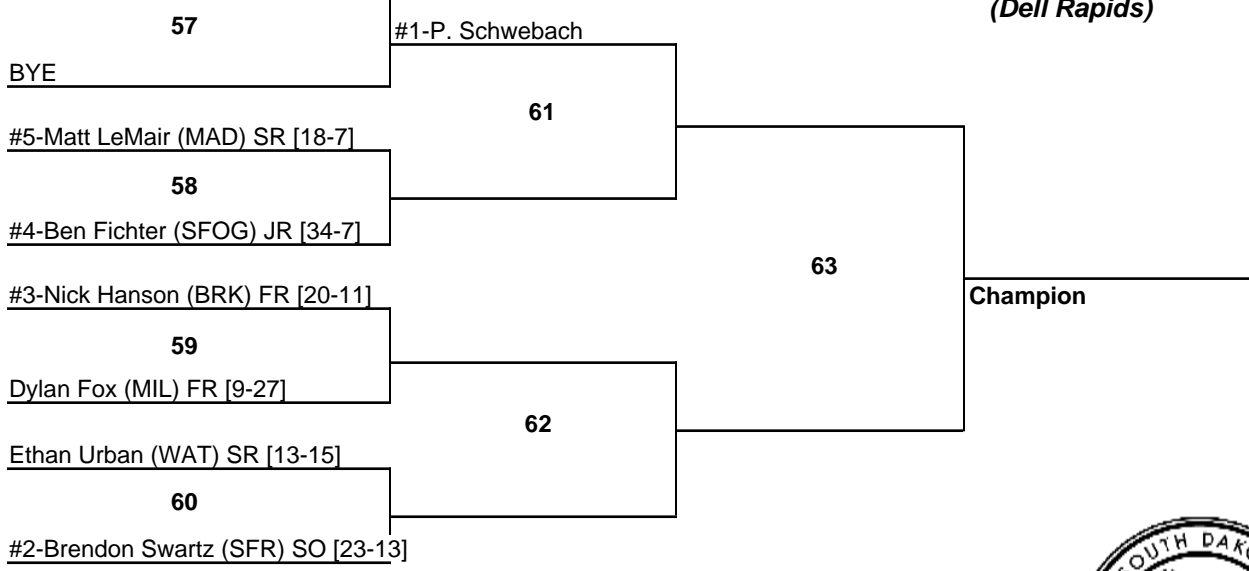 (Dell Rapids)
57
#1-P. Schwebach
BYE
61
#5-Matt LeMair (MAD) SR [18-7]
58
#4-Ben Fichter (SFOG) JR [34-7]
63
#3-Nick Hanson (BRK) FR [20-11]
Champion
59
Dylan Fox (MIL) FR [9-27]
62
Ethan Urban (WAT) SR [13-15]
60
#2-Brendon Swartz (SFR) SO [23-13]
SOUTH